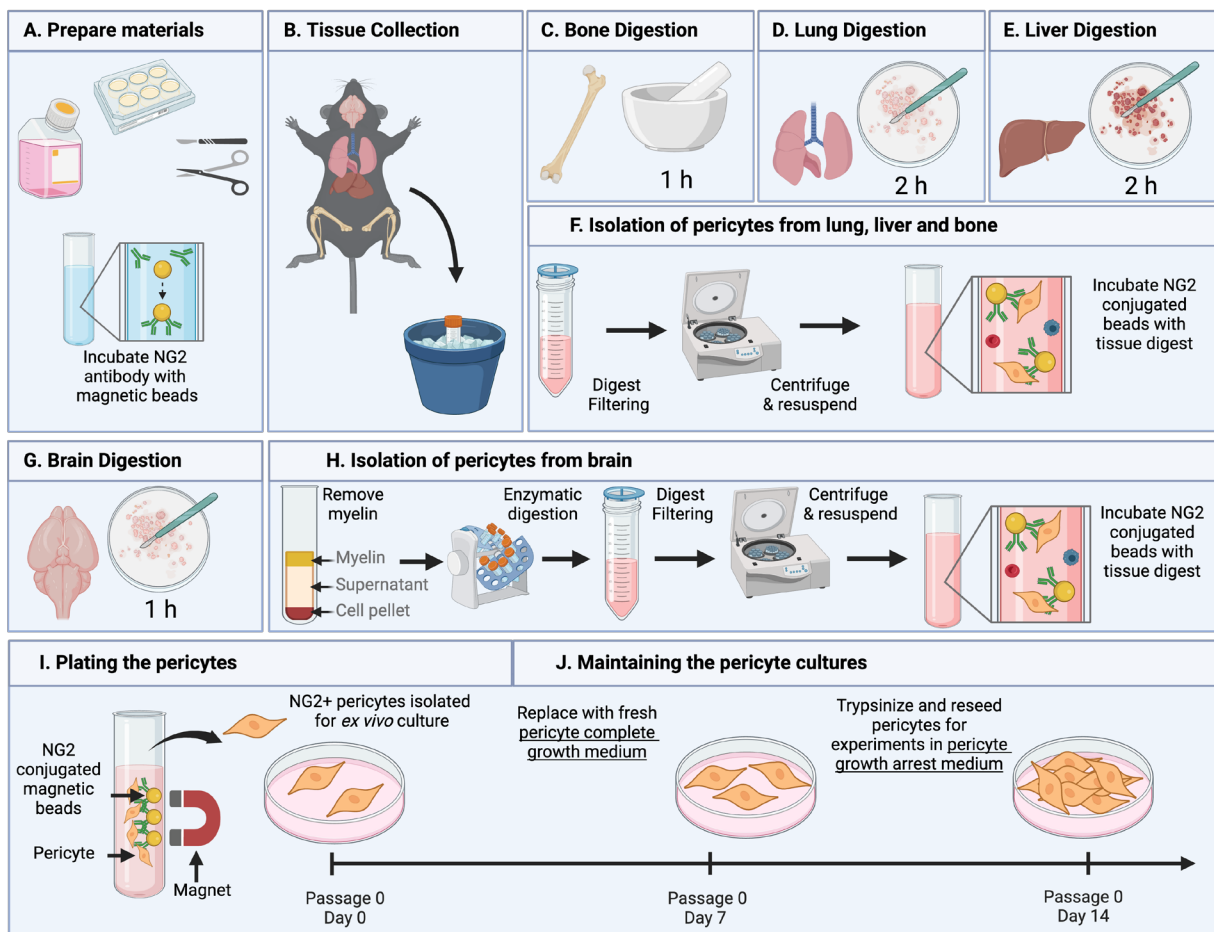 A. Prepare materials
Incubate NG2
antibody with
magnetic beads
B. Tissue Collection
C. Bone Digestion
1 h
D. Lung Digestion
2 h
E. Liver Digestion
2 h
F. Isolation of pericytes from lung, liver and bone
Digest
Filtering
Centrifuge
& resuspend
Incubate NG2
conjugated
beads with
tissue digest
G. Brain Digestion
1 h
H. Isolation of pericytes from brain
Remove
myelin
Myelin
Supernatant
Cell pellet
Enzymatic
digestion
Digest
Filtering
Centrifuge
& resuspend
Incubate NG2
conjugated
beads with
tissue digest
I. Plating the pericytes
NG2+ pericytes isolated
for ex vivo culture
NG2
conjugated
magnetic
beads
Pericyte
Magnet
J. Maintaining the pericyte cultures
Replace with fresh
pericyte complete
growth medium
Trypsinize and reseed
pericytes for
experiments in pericyte
growth arrest medium
Passage 0
Day 0
Passage 0
Day 7
Passage 0
Day 14